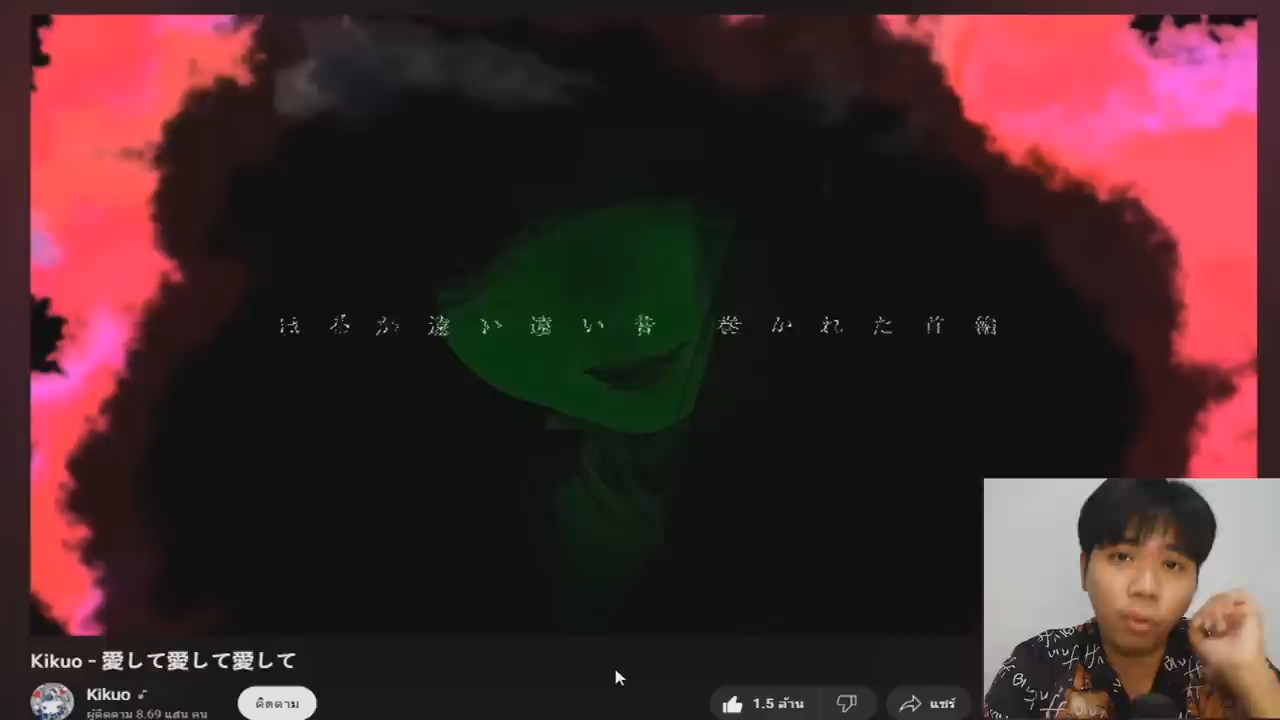 はるか遠い遠い昔 巻かれた首輪
Kikuo - 愛して愛して愛して
Kikuo
ติดตาม
1.5 ล้าน
แชร์
ผู้ติดตาม 8.69 แสน คน